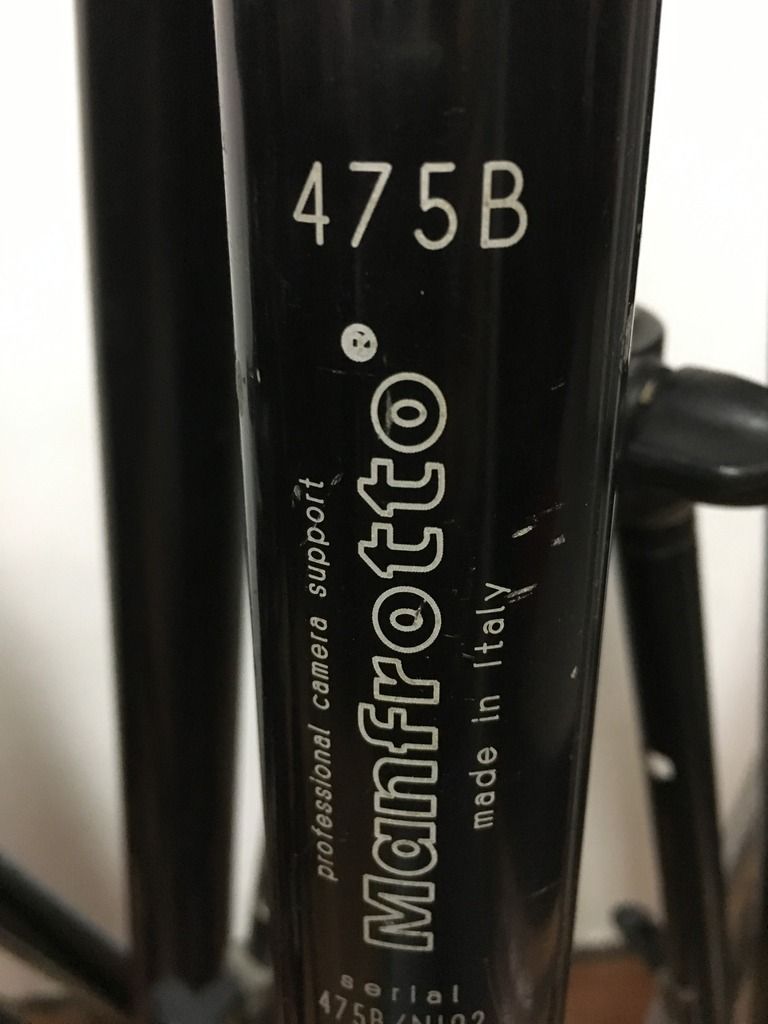 475B
professional camera support
Manfrotto®
made in Italy
serial